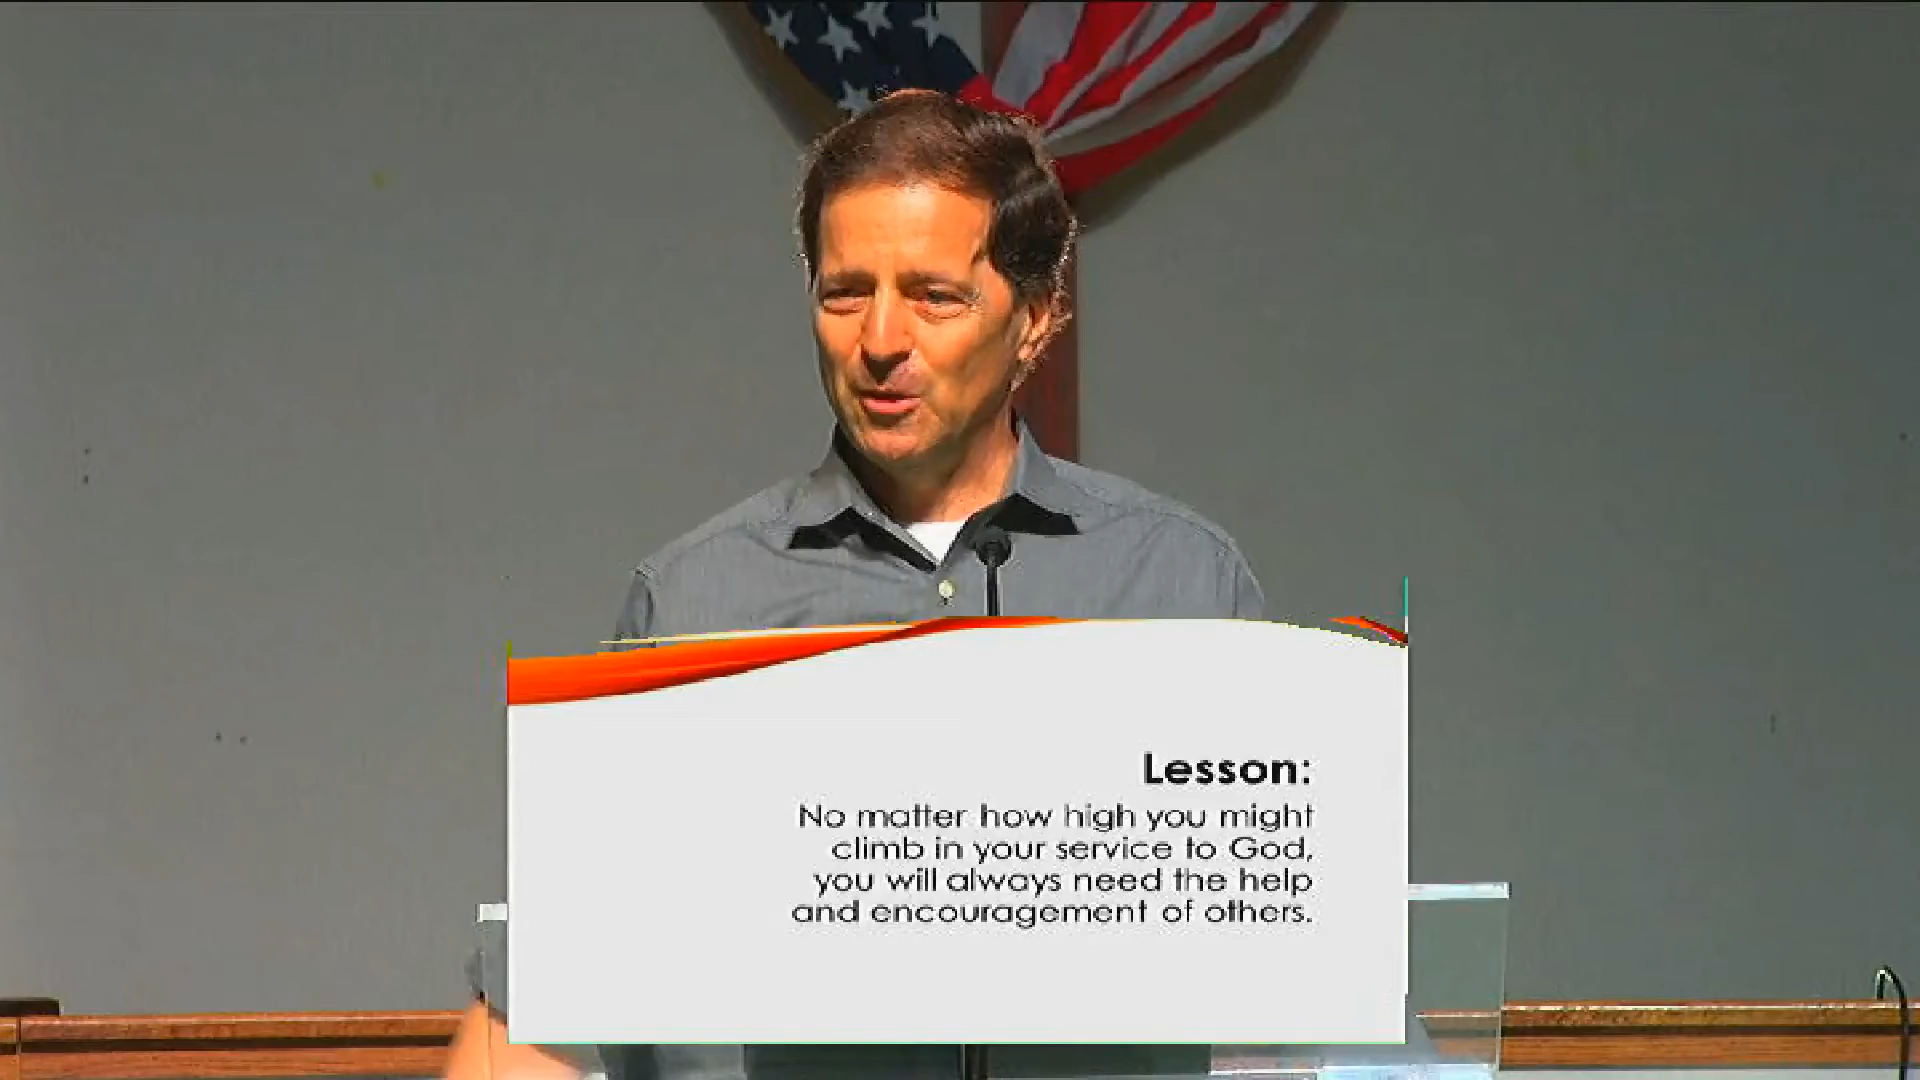 Lesson:
No matter how high you might
climb in your service to God,
you will always need the help
and encouragement of others.